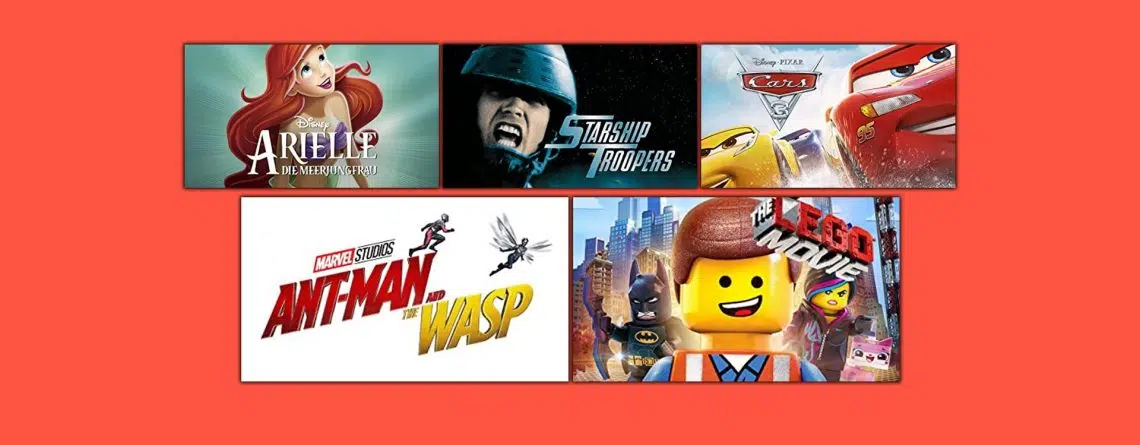 Disney
ARIELLE
DIE MEERJUNGFRAU
STARSHIP
TROOPERS
Disney · PIXAR
Cars
3
95
MARVEL STUDIOS
ANT-MAN AND
THE WASP
THE
LEGO
MOVIE